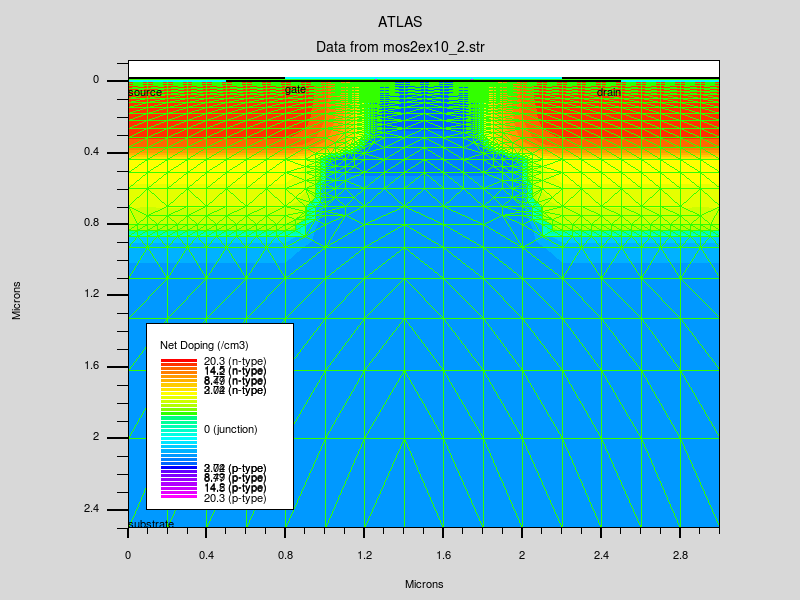 ATLAS
Data from mos2ex10_2.str
Microns
0
0.4
0.8
1.2
1.6
2
2.4
source
gate
drain
Net Doping (/cm3)
20.3 (n-type)
14.2 (n-type)
8.49 (n-type)
2.72 (n-type)
0 (junction)
2.72 (p-type)
8.49 (p-type)
14.2 (p-type)
20.3 (p-type)
substrate
0
0.4
0.8
1.2
1.6
2
2.4
2.8
Microns